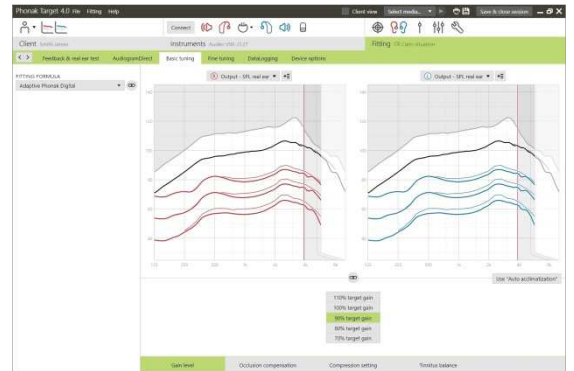 Phonak Target 4.0 File Fitting Help
Client view Select media... Save & close session
Connect
Client
Instruments
Fitting
Feedback & real ear test AudiogramDirect Basic tuning Fine tuning DataLogging Device options
FITTING FORMULA
Adaptive Phonak Digital
R Output - SPL real ear
L Output - SPL real ear
Use "Auto acclimatization"
110% target gain
100% target gain
90% target gain
80% target gain
70% target gain
Gain level Occlusion compensation Compression setting Tinnitus balance